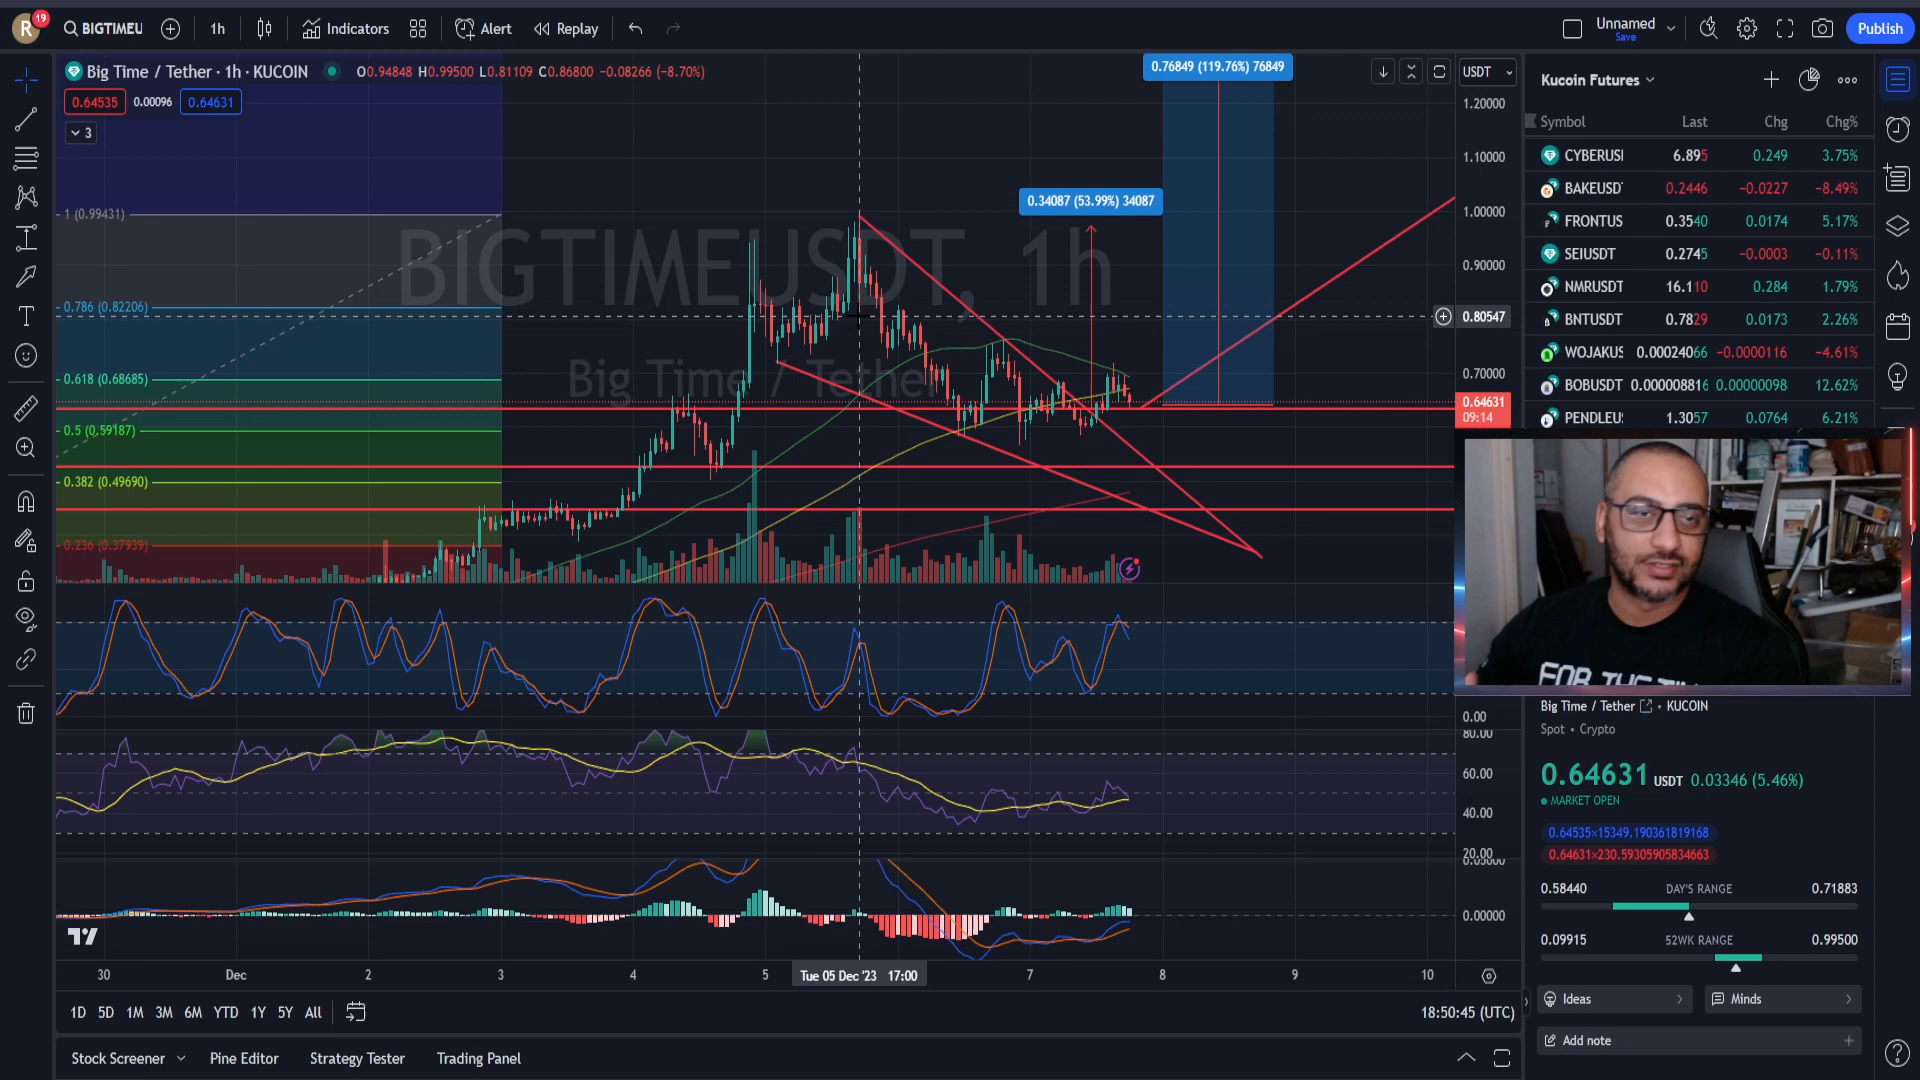 R 19 BIGTIMEU 1h Indicators Alert Replay Unnamed Publish
Save
Big Time / Tether · 1h · KUCOIN O0.94848 H0.99500 L0.81109 C0.86800 −0.08266 (−8.70%)
0.64535 0.00096 0.64631
3
0.76849 (119.76%) 76849
0.34087 (53.99%) 34087
BIGTIMEUSDT, 1h
Big Time / Tether
1 (0.99431)
0.786 (0.82206)
0.618 (0.68685)
0.5 (0.59187)
0.382 (0.49690)
0.236 (0.37939)
USDT
1.20000
1.10000
1.00000
0.90000
0.80547
0.70000
0.64631
09:14
0.00
80.00
60.00
40.00
20.00
0.00000
30 Dec 2 3 4 5 Tue 05 Dec '23 17:00 7 8 9 10
1D 5D 1M 3M 6M YTD 1Y 5Y All 18:50:45 (UTC)
Stock Screener Pine Editor Strategy Tester Trading Panel
Kucoin Futures
Symbol Last Chg Chg%
CYBERUSI 6.895 0.249 3.75%
BAKEUSD 0.2446 −0.0227 −8.49%
FRONTUS 0.3540 0.0174 5.17%
SEIUSDT 0.2745 −0.0003 −0.11%
NMRUSDT 16.110 0.284 1.79%
BNTUSDT 0.7829 0.0173 2.26%
WOJAKUS 0.00024066 −0.0000116 −4.61%
BOBUSDT 0.000008816 0.00000098 12.62%
PENDLEU 1.3057 0.0764 6.21%
FOR THE
Big Time / Tether • KUCOIN
Spot • Crypto
0.64631 USDT 0.03346 (5.46%)
MARKET OPEN
0.64535×15349.190361819168
0.64631×230.59305905834663
0.58440 DAY'S RANGE 0.71883
0.09915 52WK RANGE 0.99500
Ideas Minds
Add note